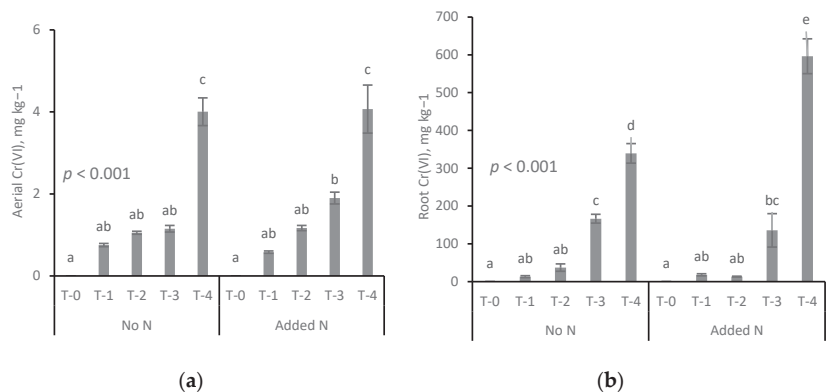 6
4
2
0
Aerial Cr(VI), mg kg−1
p < 0.001
a
ab
ab
ab
c
a
ab
ab
b
c
T-0 T-1 T-2 T-3 T-4 T-0 T-1 T-2 T-3 T-4
No N Added N
(a)
700
600
500
400
300
200
100
0
Root Cr(VI), mg kg−1
p < 0.001
a
ab
ab
c
d
a
ab
ab
bc
e
T-0 T-1 T-2 T-3 T-4 T-0 T-1 T-2 T-3 T-4
No N Added N
(b)